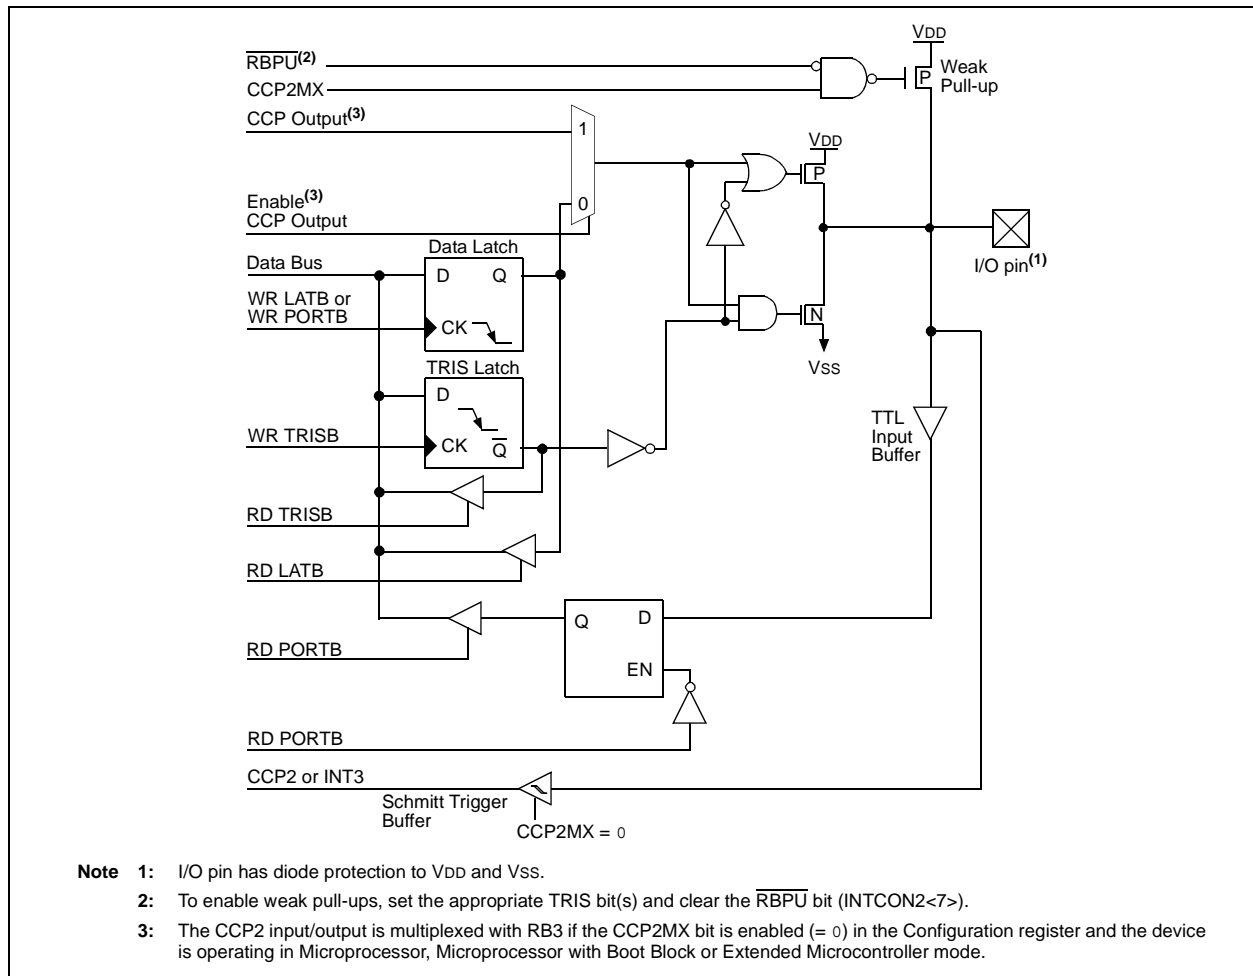 VDD
RBPU(2)
Weak
Pull-up
P
CCP2MX
CCP Output(3)
1
VDD
P
Enable(3)
CCP Output
0
I/O pin(1)
Data Latch
Data Bus
D Q
WR LATB or
WR PORTB
CK
N
VSS
TRIS Latch
D
WR TRISB
CK Q
TTL
Input
Buffer
RD TRISB
RD LATB
Q D
RD PORTB
EN
RD PORTB
CCP2 or INT3
Schmitt Trigger
Buffer
CCP2MX = 0
Note 1: I/O pin has diode protection to VDD and VSS.
2: To enable weak pull-ups, set the appropriate TRIS bit(s) and clear the RBPU bit (INTCON2<7>).
3: The CCP2 input/output is multiplexed with RB3 if the CCP2MX bit is enabled (= 0) in the Configuration register and the device
is operating in Microprocessor, Microprocessor with Boot Block or Extended Microcontroller mode.